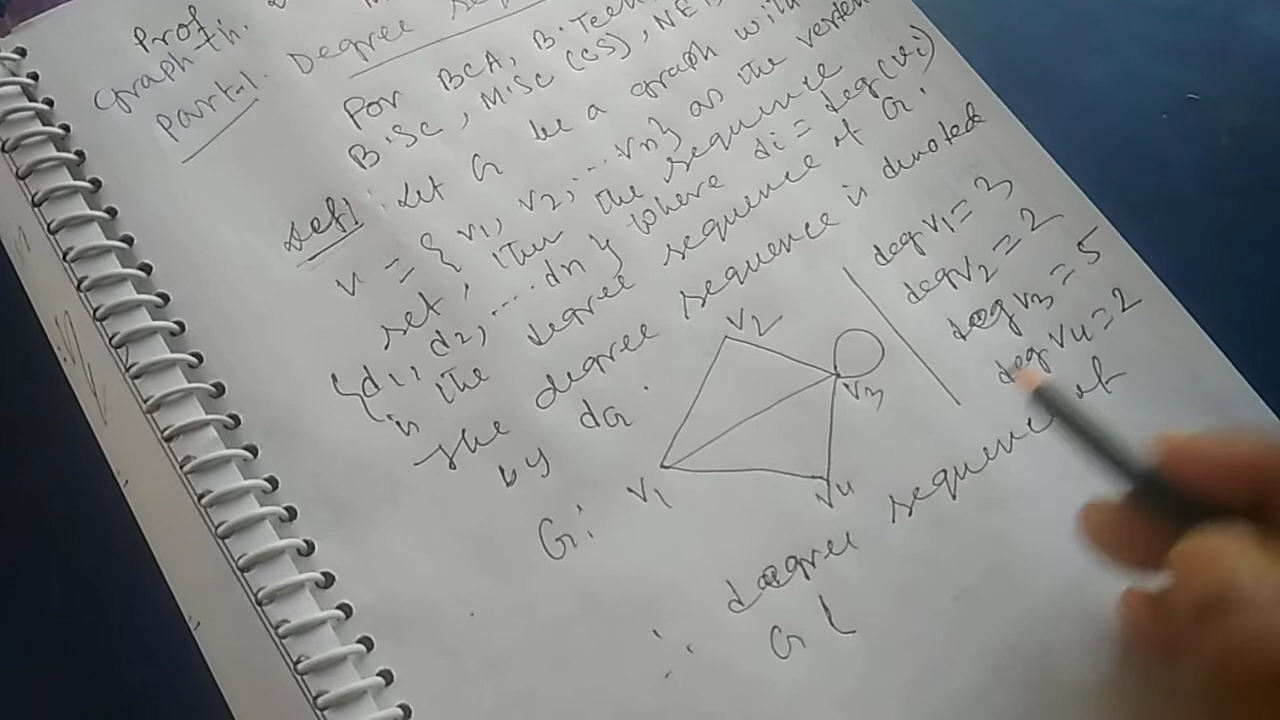 Prof.
Graph th.
Part-1. Degree
For BCA, B.Tech
B.Sc, M.Sc (CS), NET
Def: Let G be a graph with
V = { v1, v2, ... vn} as the vertex
set, then the sequence
{d1, d2, ... dn } where di = deg(vi)
is the degree sequence of G.
The degree sequence is denoted
by dG.
G:
V1
V2
V3
V4
deg v1 = 3
deg v2 = 2
deg v3 = 5
deg v4 = 2
∴ degree sequence of
G (